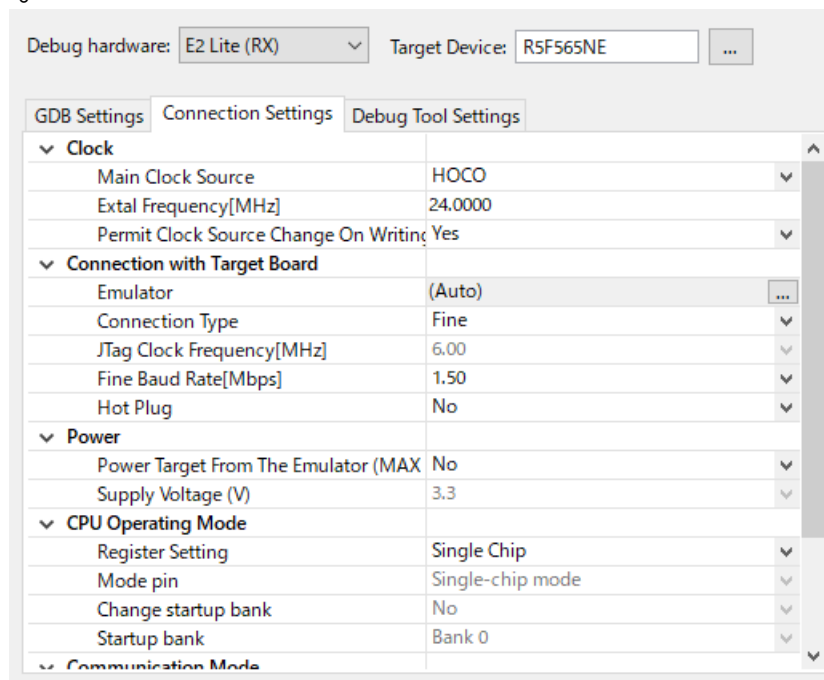 Debug hardware: E2 Lite (RX) Target Device: R5F565NE ...
GDB Settings Connection Settings Debug Tool Settings
Clock
Main Clock Source HOCO
Extal Frequency[MHz] 24.0000
Permit Clock Source Change On Writing Yes
Connection with Target Board
Emulator (Auto) ...
Connection Type Fine
JTag Clock Frequency[MHz] 6.00
Fine Baud Rate[Mbps] 1.50
Hot Plug No
Power
Power Target From The Emulator (MAX No
Supply Voltage (V) 3.3
CPU Operating Mode
Register Setting Single Chip
Mode pin Single-chip mode
Change startup bank No
Startup bank Bank 0
Communication Mode